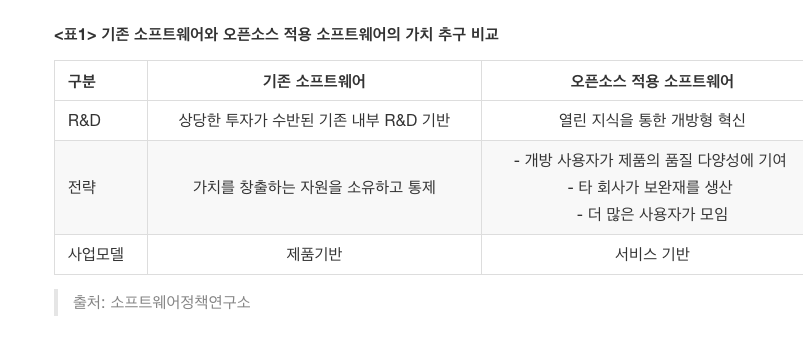 <표1> 기존 소프트웨어와 오픈소스 적용 소프트웨어의 가치 추구 비교
구분 기존 소프트웨어 오픈소스 적용 소프트웨어
R&D 상당한 투자가 수반된 기존 내부 R&D 기반 열린 지식을 통한 개방형 혁신
전략 가치를 창출하는 자원을 소유하고 통제 - 개방 사용자가 제품의 품질 다양성에 기여
- 타 회사가 보완재를 생산
- 더 많은 사용자가 모임
사업모델 제품기반 서비스 기반
출처: 소프트웨어정책연구소